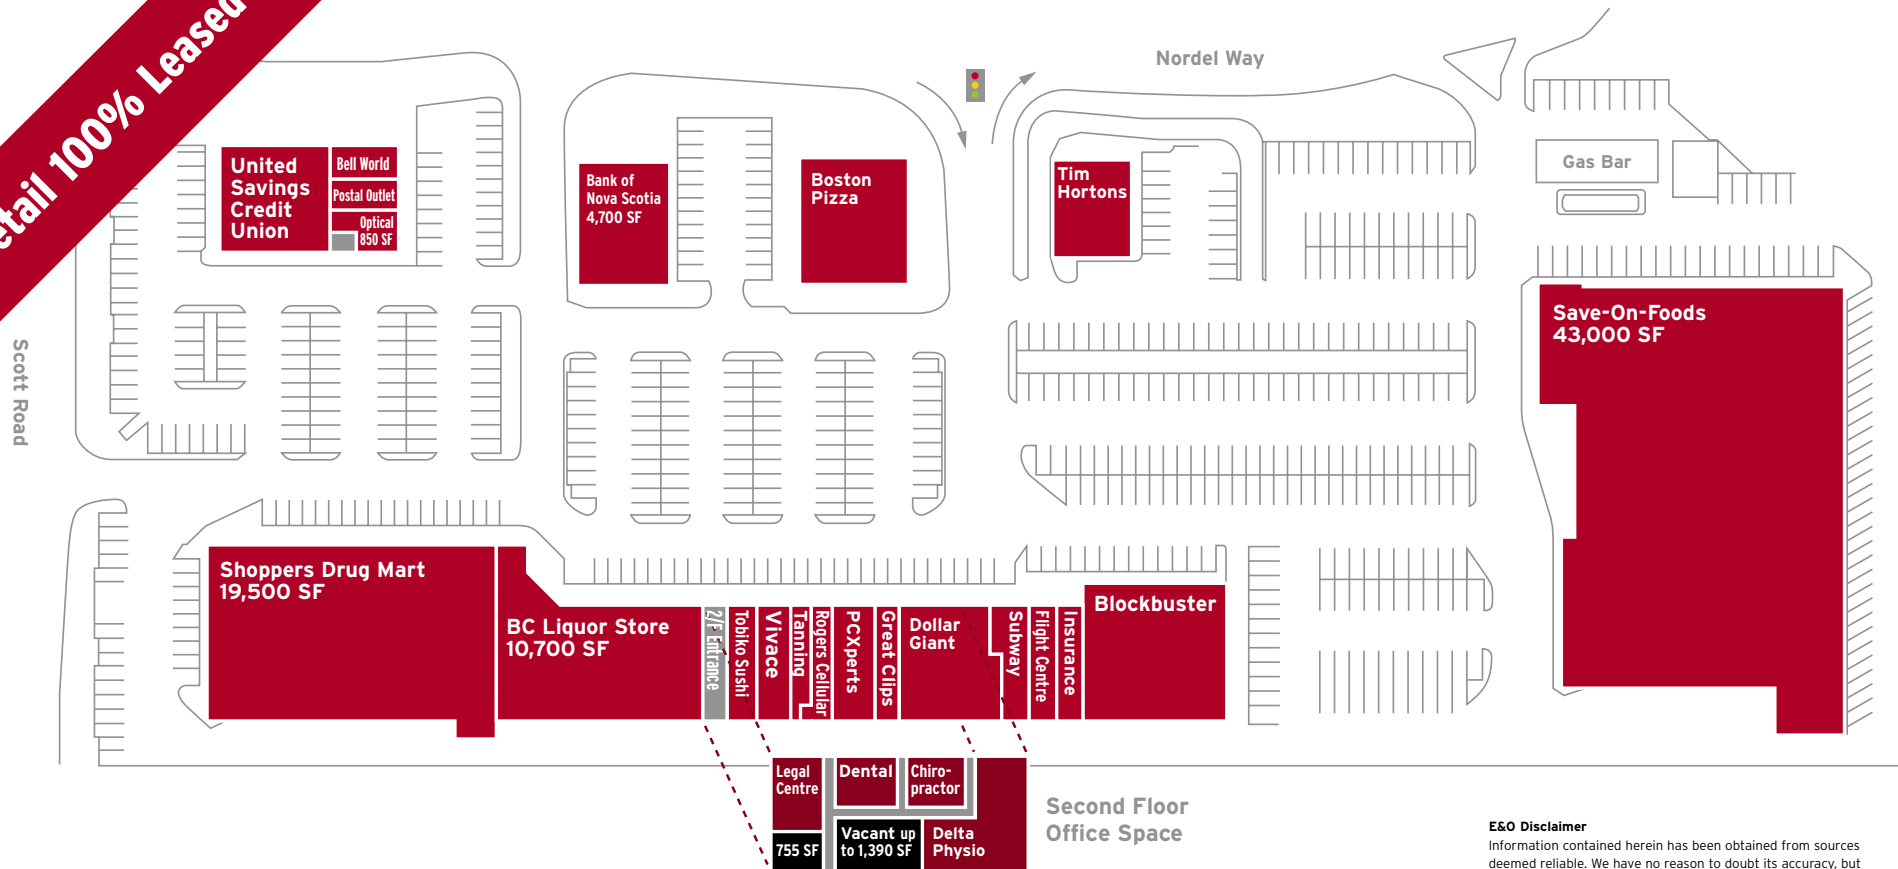 etail 100% Leased
Nordel Way
Scott Road
United
Savings
Credit
Union
Bell World
Postal Outlet
Optical
850 SF
Bank of
Nova Scotia
4,700 SF
Boston
Pizza
Tim
Hortons
Gas Bar
Save-On-Foods
43,000 SF
Shoppers Drug Mart
19,500 SF
BC Liquor Store
10,700 SF
2/F Entrance
Tobiko Sushi
Vivace
Tanning
Rogers Cellular
PCXperts
Great Clips
Dollar
Giant
Subway
Flight Centre
Insurance
Blockbuster
Legal
Centre
Dental
Chiro-
practor
755 SF
Vacant up
to 1,390 SF
Delta
Physio
Second Floor
Office Space
E&O Disclaimer
Information contained herein has been obtained from sources
deemed reliable. We have no reason to doubt its accuracy, but